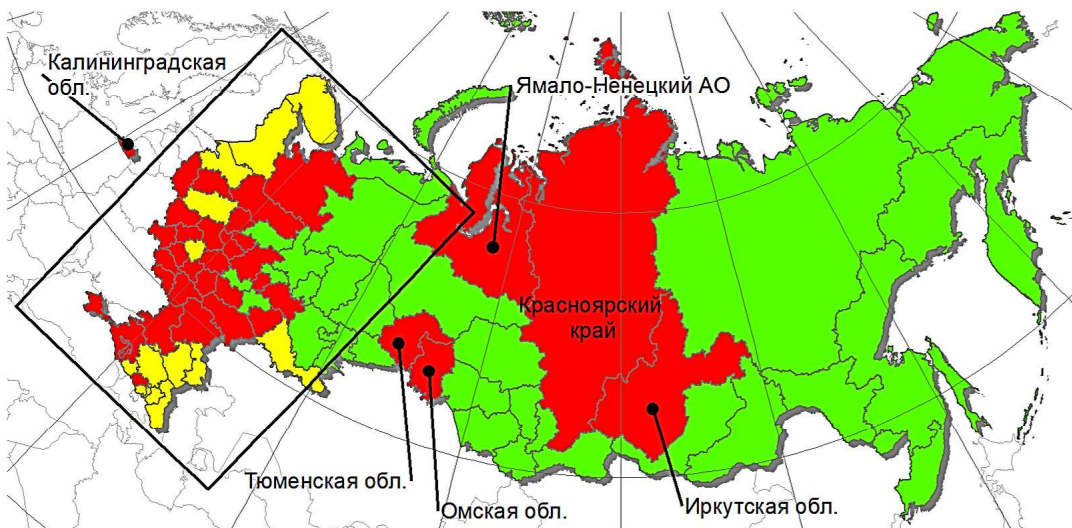 Калининградская
обл.
Ямало-Ненецкий АО
Красноярский
край
Тюменская обл.
Омская обл.
Иркутская обл.